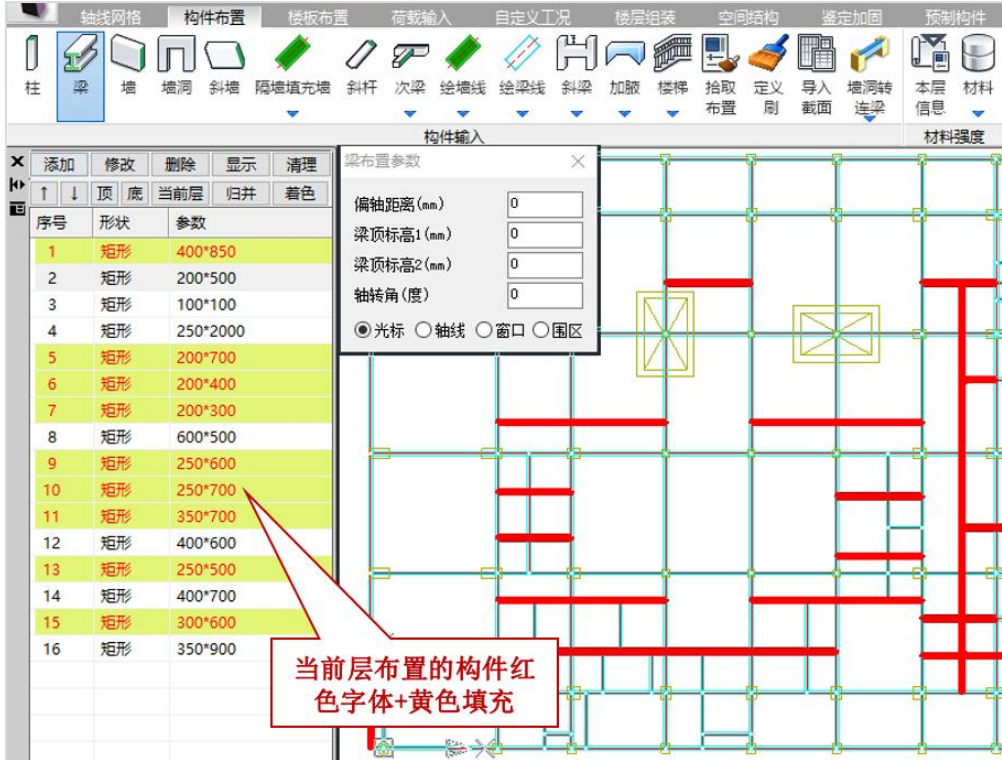 轴线网格 构件布置 楼板布置 荷载输入 自定义工况 楼层组装 空间结构 鉴定加固 预制构件
柱 梁 墙 墙洞 斜墙 隔墙填充墙 斜杆 次梁 绘墙线 绘梁线 斜梁 加腋 楼梯 拾取布置 定义刷 导入截面 墙洞转连梁 本层信息 材料
构件输入 材料强度
添加 修改 删除 显示 清理
↑ ↓ 顶 底 当前层 归并 着色
序号 形状 参数
1 矩形 400*850
2 矩形 200*500
3 矩形 100*100
4 矩形 250*2000
5 矩形 200*700
6 矩形 200*400
7 矩形 200*300
8 矩形 600*500
9 矩形 250*600
10 矩形 250*700
11 矩形 350*700
12 矩形 400*600
13 矩形 250*500
14 矩形 400*700
15 矩形 300*600
16 矩形 350*900
梁布置参数
偏轴距离(mm) 0
梁顶标高1(mm) 0
梁顶标高2(mm) 0
轴转角(度) 0
光标 轴线 窗口 围区
当前层布置的构件红
色字体+黄色填充